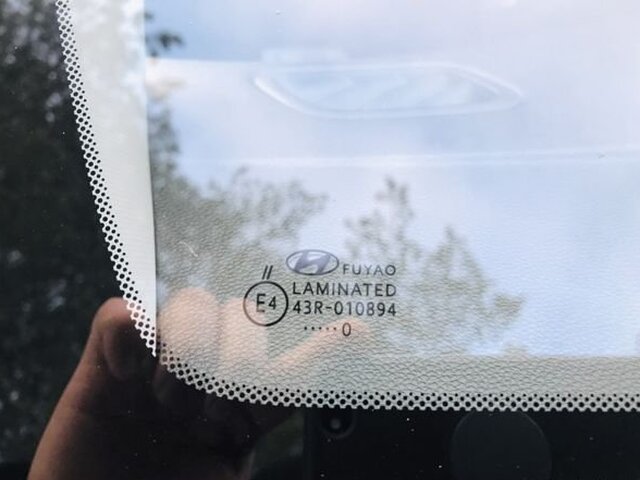 FUYAO
//
LAMINATED
E4
43R-010894
.....0